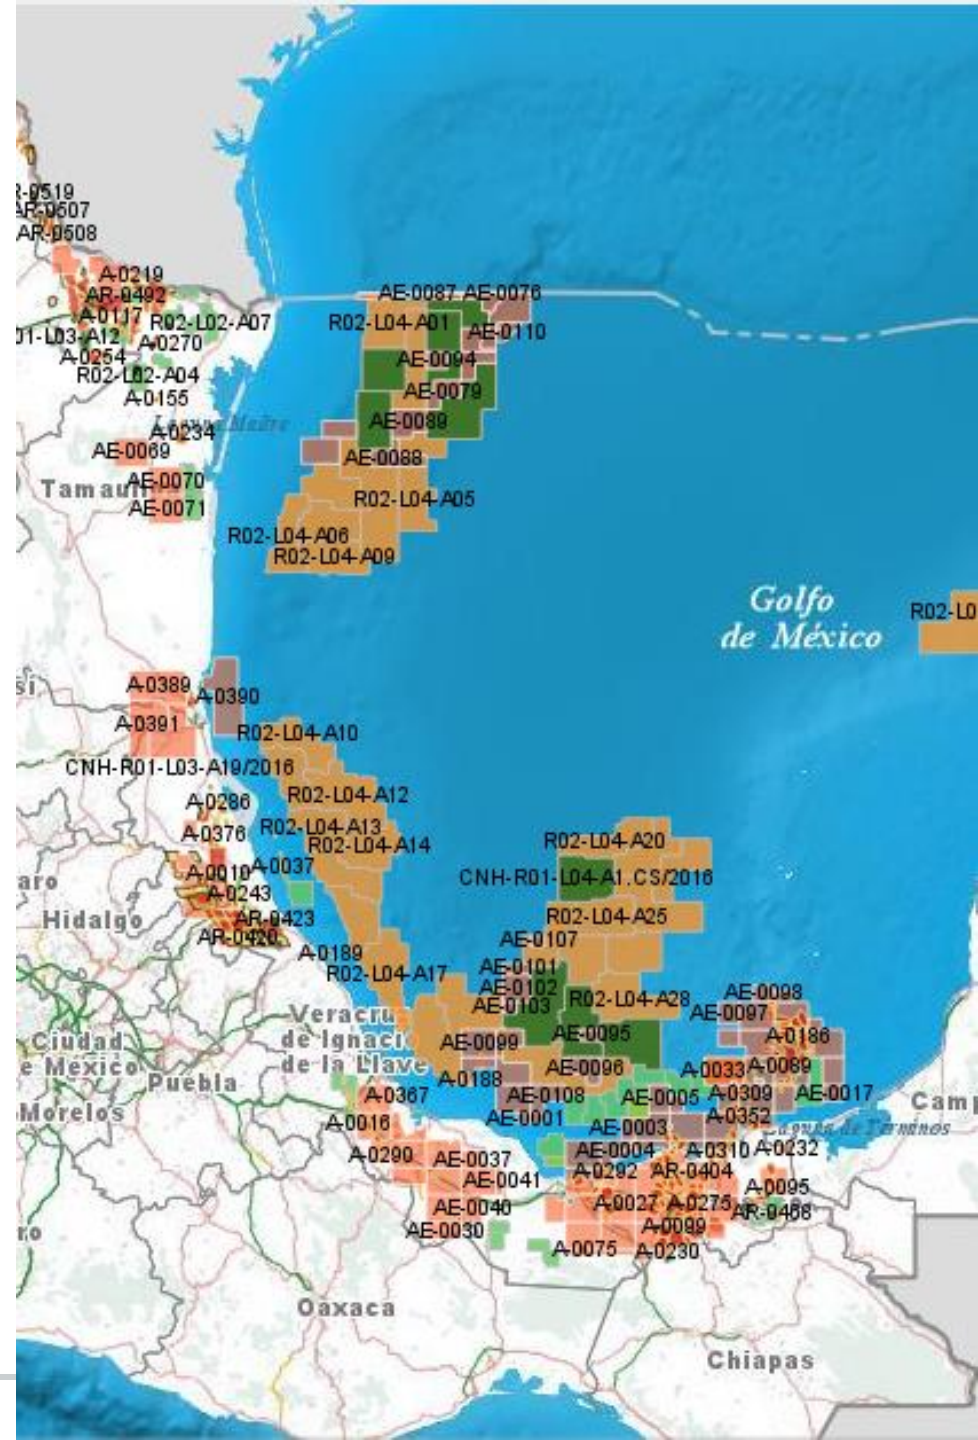 AR-0507
AR-0508
A-0219
AR-0492
A-0117
R02-L02-A07
01-L03-A12
A-0270
A-0254
R02-L02-A04
A-0155
A-0234
Laguna Madre
AE-0069
AE-0070
Tamauli
AE-0071
AE-0087
AE-0076
R02-L04-A01
AE-0110
AE-0094
AE-0079
AE-0089
AE-0088
R02-L04-A05
R02-L04-A06
R02-L04-A09
Golfo
de México
R02-L0
A-0389
A-0390
A-0391
R02-L04-A10
CNH-R01-L03-A19/2016
R02-L04-A12
A-0286
R02-L04-A13
A-0376
R02-L04-A14
R02-L04-A20
A-0010
A-0037
CNH-R01-L04-A1.CS/2016
aro
A-0243
Hidalgo
AR-0423
R02-L04-A25
AR-0420
AE-0107
A-0189
R02-L04-A17
AE-0101
AE-0102
AE-0103
R02-L04-A28
AE-0098
AE-0097
Veracru
de Ignaci
de la Llave
Ciudad
e México
Puebla
AE-0099
AE-0095
A-0186
AE-0096
A-0033
A-0089
A-0188
Morelos
A-0367
AE-0108
AE-0005
A-0309
AE-0017
Camp
A-0016
AE-0001
AE-0003
A-0352
Laguna de Términos
A-0290
AE-0037
AE-0004
A-0310
A-0232
AE-0041
A-0292
AR-0404
A-0095
AE-0040
A-0027
A-0275
AR-0468
AE-0030
A-0099
ro
A-0075
A-0230
Oaxaca
Chiapas